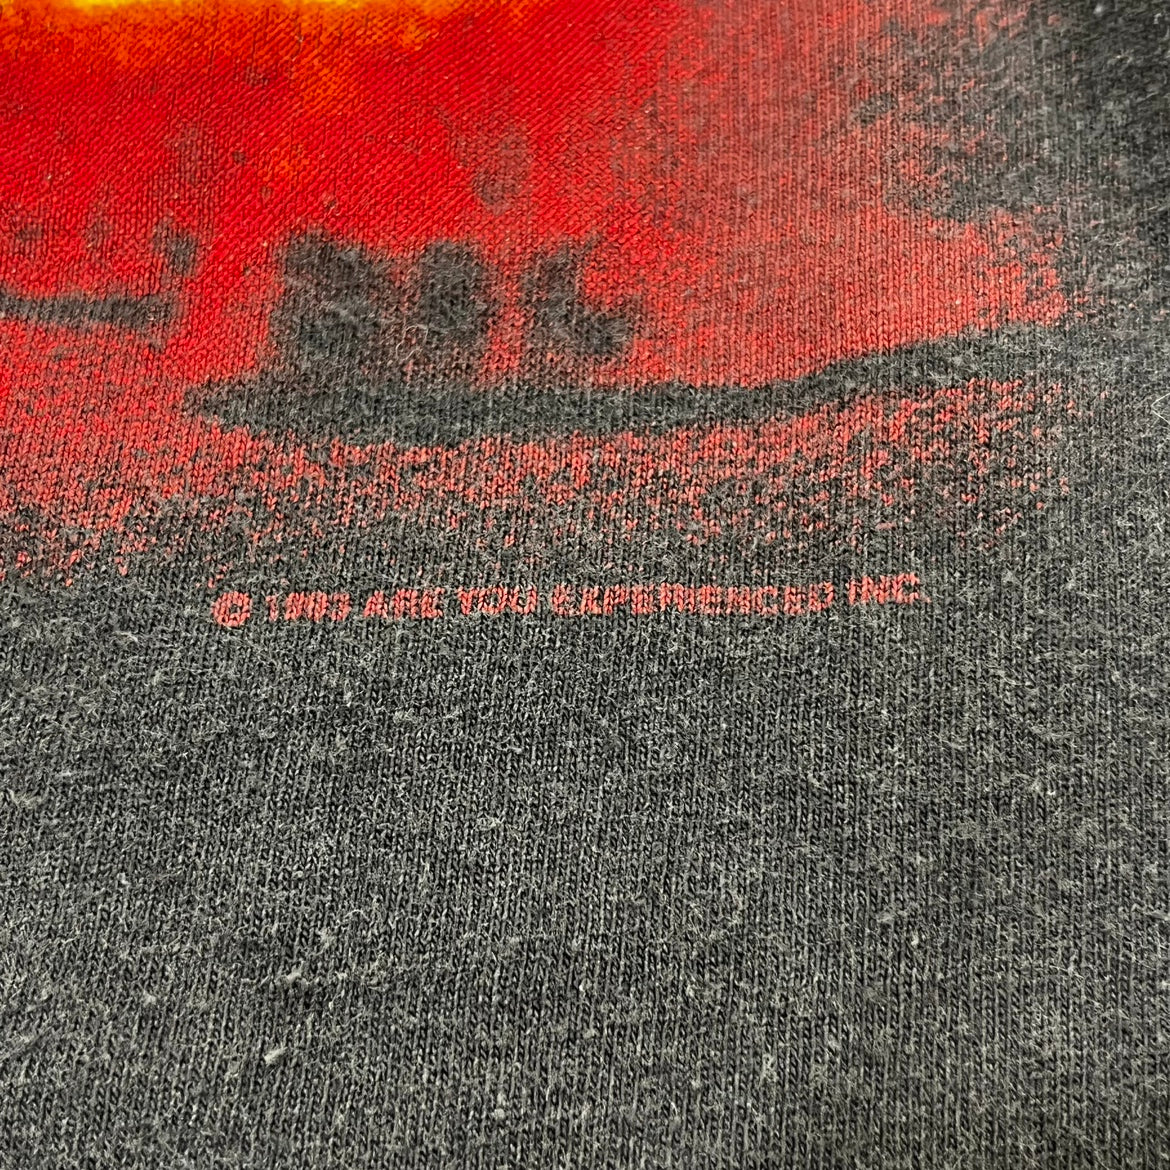 © 1993 ARE YOU EXPERIENCED INC.